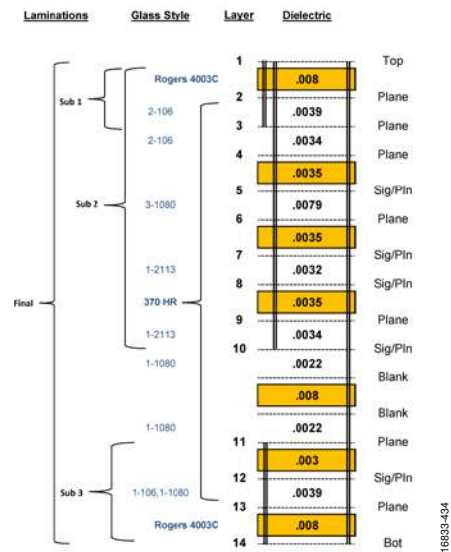 Laminations Glass Style Layer Dielectric
1 Top
Rogers 4003C .008
Sub 1 2 Plane
2-106 .0039
3 Plane
2-106 .0034
4 Plane
.0035
5 Sig/Pln
Sub 2 3-1080 .0079
6 Plane
.0035
7 Sig/Pln
1-2113 .0032
8 Sig/Pln
Final 370 HR .0035
9 Plane
1-2113 .0034
10 Sig/Pln
1-1080 .0022
Blank
.008
Blank
1-1080 .0022
11 Plane
.003
12 Sig/Pln
Sub 3 1-106,1-1080 .0039
13 Plane
Rogers 4003C .008
14 Bot
16833-434